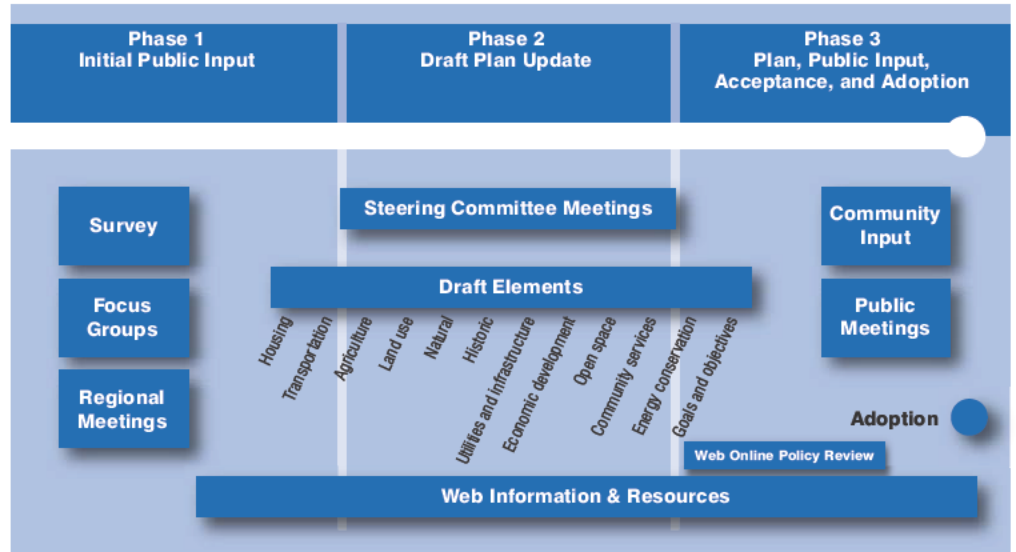 Phase 1
Initial Public Input
Phase 2
Draft Plan Update
Phase 3
Plan, Public Input,
Acceptance, and Adoption
Survey
Focus
Groups
Regional
Meetings
Steering Committee Meetings
Draft Elements
Housing
Transportation
Agriculture
Land use
Natural
Historic
Utilities and infrastructure
Economic development
Open space
Community services
Energy conservation
Goals and objectives
Community
Input
Public
Meetings
Adoption
Web Online Policy Review
Web Information & Resources